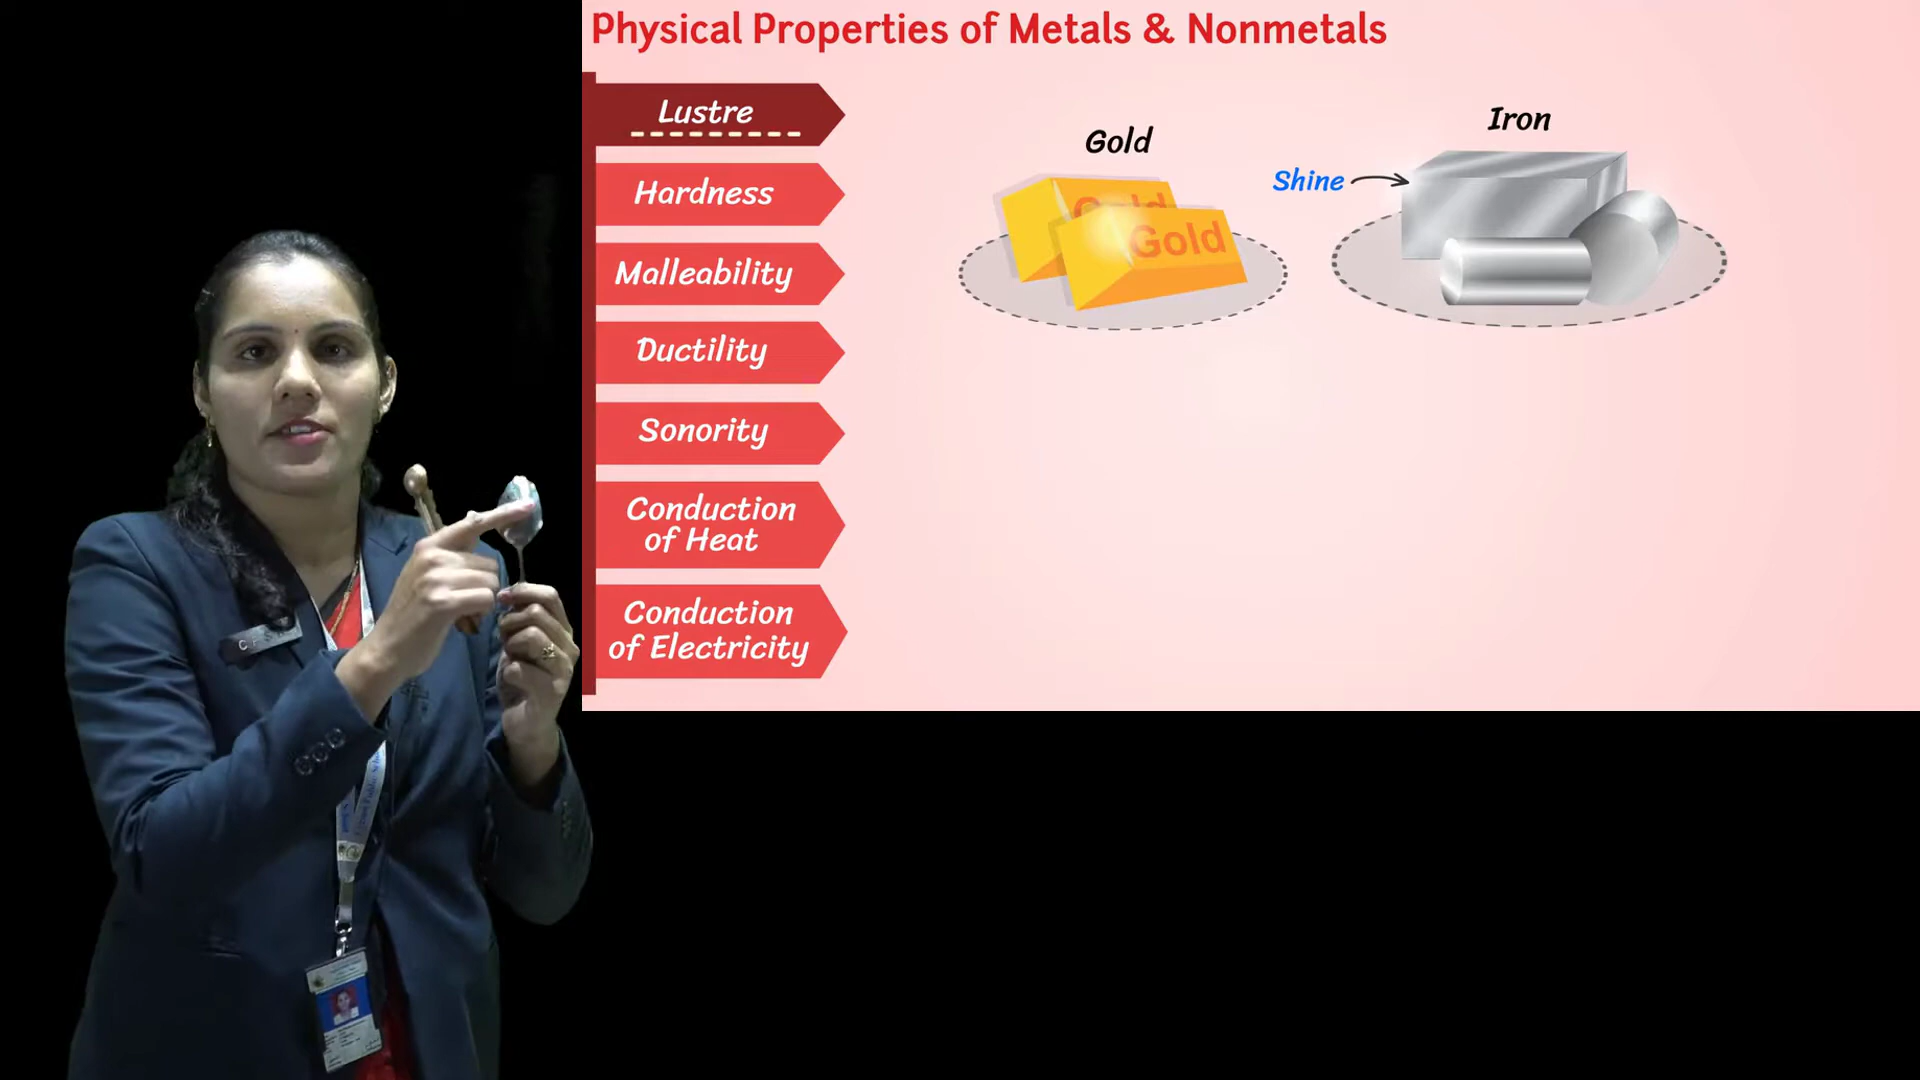 Physical Properties of Metals & Nonmetals
Lustre
Hardness
Malleability
Ductility
Sonority
Conduction
of Heat
Conduction
of Electricity
Gold
Gold
Gold
Shine
Iron